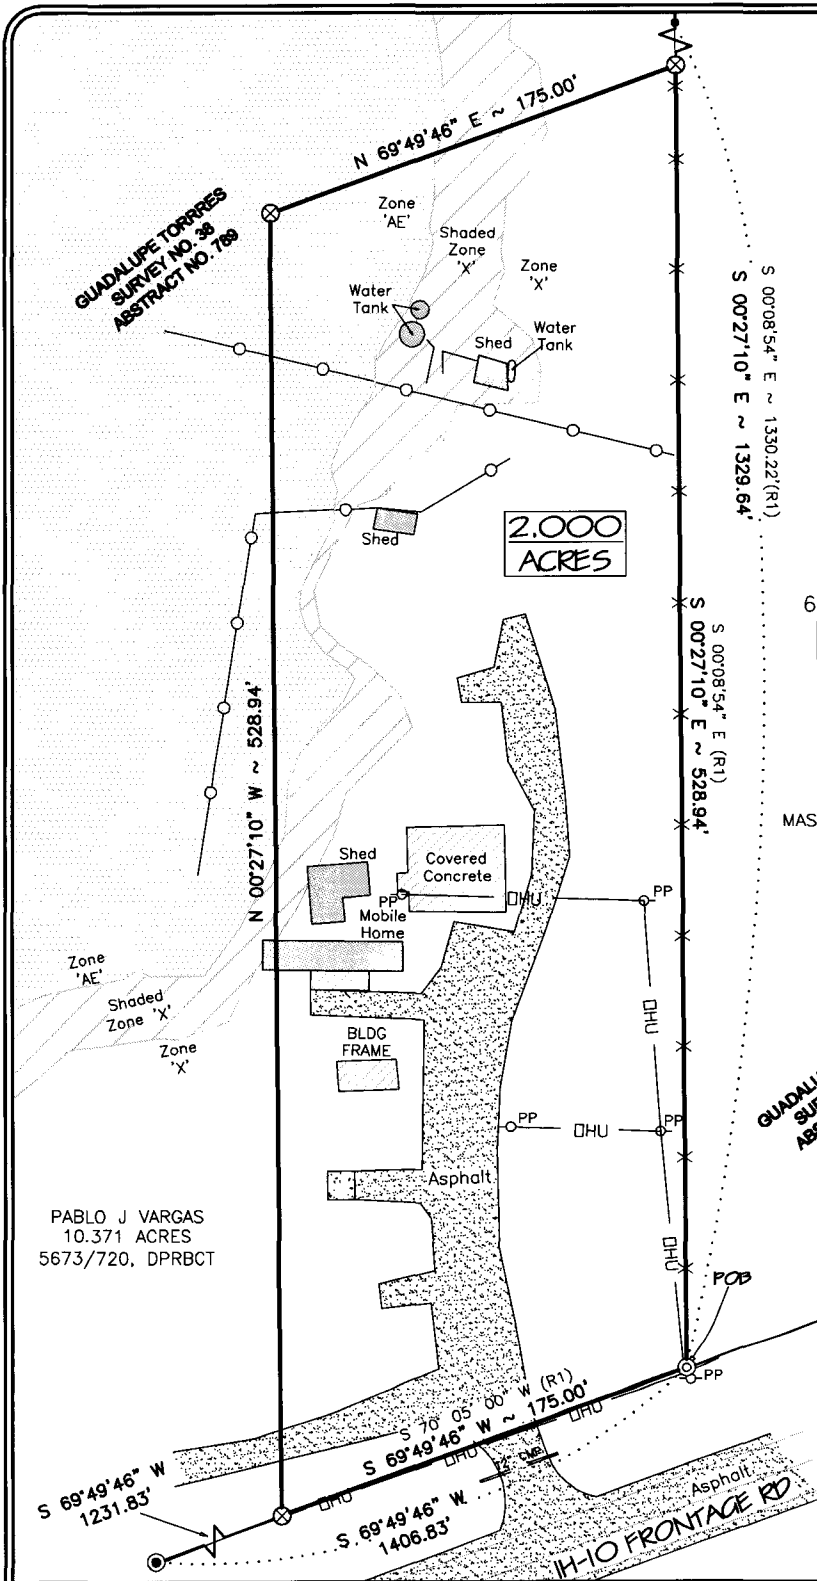 N 69°49'46" E ~ 175.00'
GUADALUPE TORRRES
SURVEY NO. 38
ABSTRACT NO. 789
Zone
'AE'
Shaded
Zone
'X'
Zone
'X'
Water
Tank
Shed
Water
Tank
S 00°08'54" E ~ 1330.22'(R1)
S 00°27'10" E ~ 1329.64'
Shed
2.000
ACRES
6
S 00°08'54" E (R1)
S 00°27'10" E ~ 528.94'
N 00°27'10" W ~ 528.94'
MAS
Shed
Covered
Concrete
PP
Mobile
Home
OHU
PP
Zone
'AE'
Shaded
Zone 'X'
Zone
'X'
OHU
BLDG
FRAME
PP
OHU
PP
GUADALU
SUR
ABS
Asphalt
PABLO J VARGAS
10.371 ACRES
5673/720, DPRBCT
OHU
POB
PP
S 70°05'00" W (R1)
S 69°49'46" W ~ 175.00'
OHU
OHU
OHU
CMP
S 69°49'46" W
1231.83'
S 69°49'46" W
1406.83'
Asphalt
IH-10 FRONTAGE RD